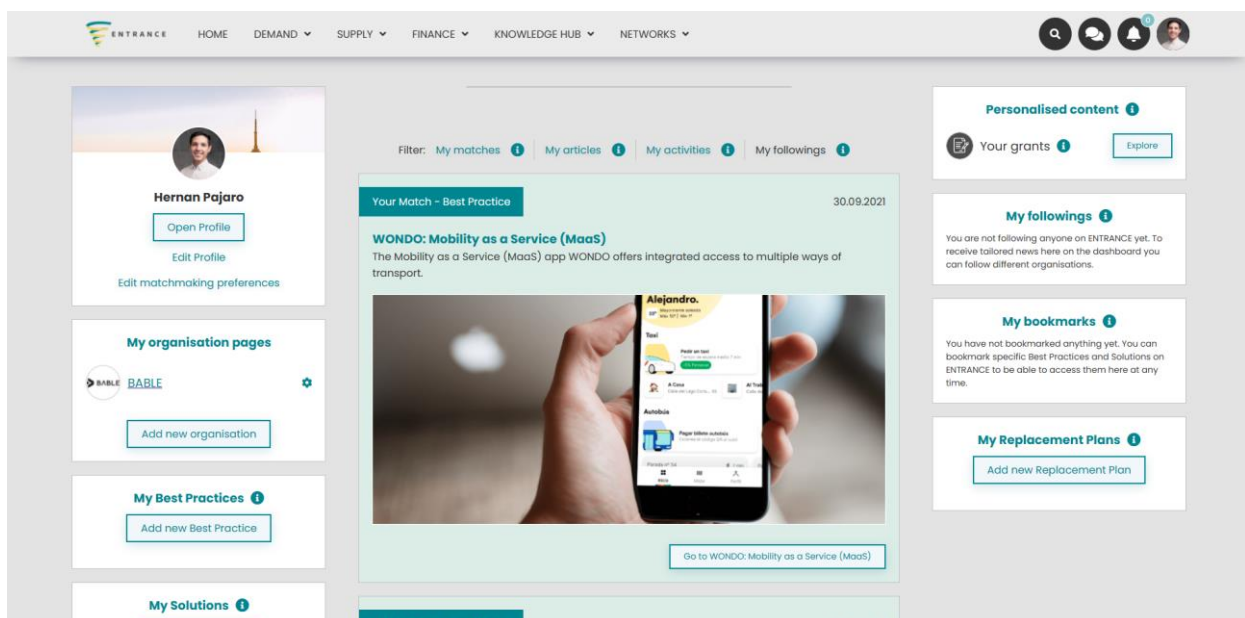 ENTRANCE
HOME
DEMAND
SUPPLY
FINANCE
KNOWLEDGE HUB
NETWORKS
0
Hernan Pajaro
Open Profile
Edit Profile
Edit matchmaking preferences
My organisation pages
BABLE BABLE
Add new organisation
My Best Practices
Add new Best Practice
My Solutions
Filter: My matches My articles My activities My followings
Your Match - Best Practice
30.09.2021
WONDO: Mobility as a Service (MaaS)
The Mobility as a Service (MaaS) app WONDO offers integrated access to multiple ways of
transport.
Alejandro.
Taxi
Pedir un taxi
A Casa
Autobús
Pagar billete autobús
Go to WONDO: Mobility as a Service (MaaS)
Personalised content
Your grants
Explore
My followings
You are not following anyone on ENTRANCE yet. To
receive tailored news here on the dashboard you
can follow different organisations.
My bookmarks
You have not bookmarked anything yet. You can
bookmark specific Best Practices and Solutions on
ENTRANCE to be able to access them here at any
time.
My Replacement Plans
Add new Replacement Plan